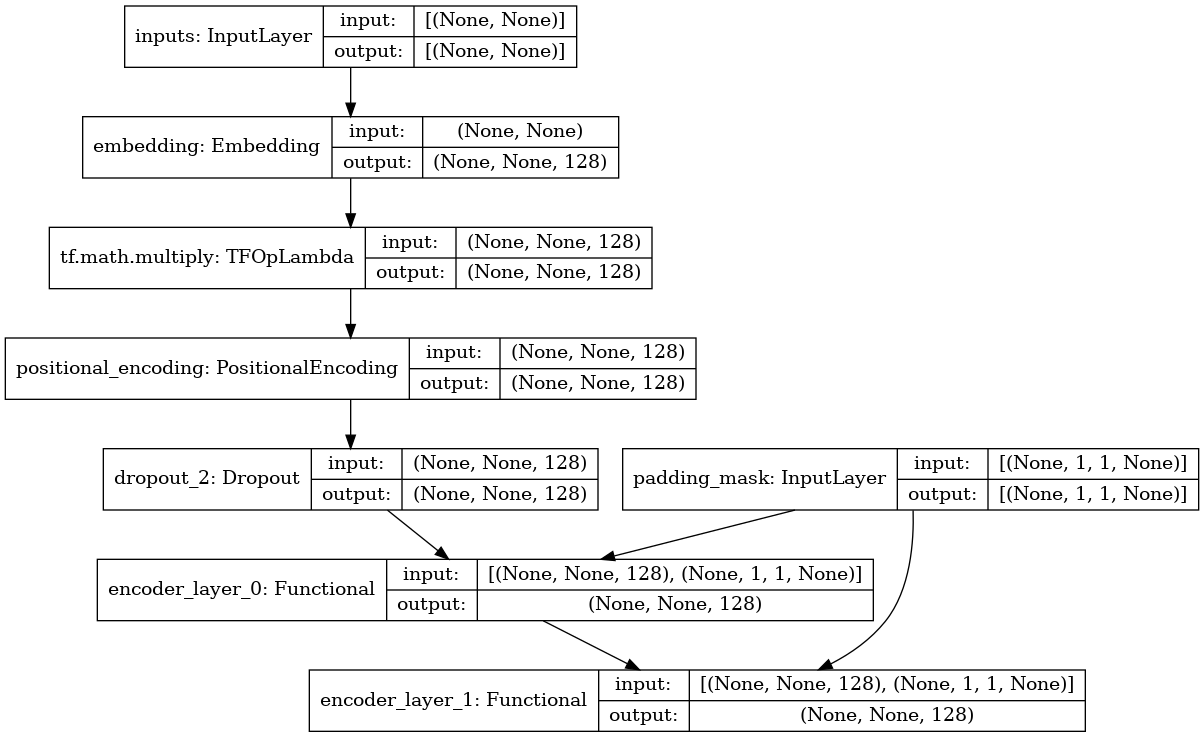 inputs: InputLayer input: [(None, None)]
output: [(None, None)]
embedding: Embedding input: (None, None)
output: (None, None, 128)
tf.math.multiply: TFOpLambda input: (None, None, 128)
output: (None, None, 128)
positional_encoding: PositionalEncoding input: (None, None, 128)
output: (None, None, 128)
dropout_2: Dropout input: (None, None, 128)
output: (None, None, 128)
padding_mask: InputLayer input: [(None, 1, 1, None)]
output: [(None, 1, 1, None)]
encoder_layer_0: Functional input: [(None, None, 128), (None, 1, 1, None)]
output: (None, None, 128)
encoder_layer_1: Functional input: [(None, None, 128), (None, 1, 1, None)]
output: (None, None, 128)